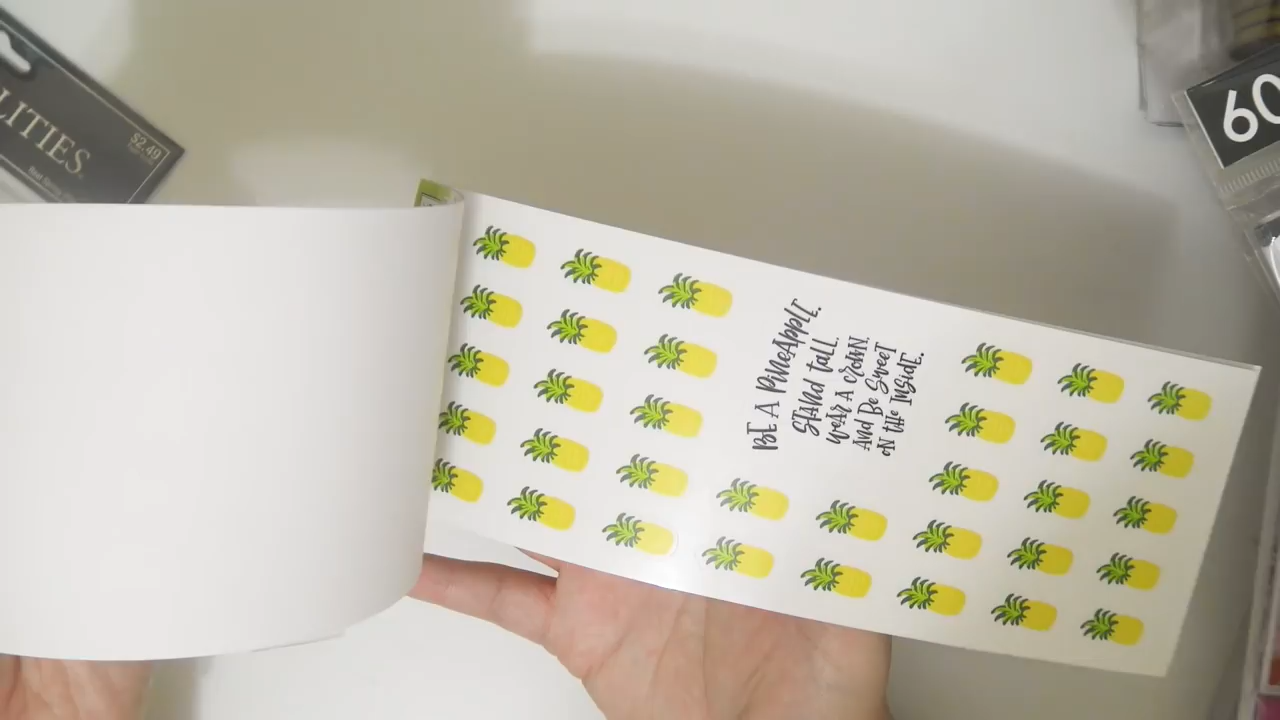 LITIES
$2.49
60
BE A PINEAPPLE.
STAND TALL.
WEAR A CROWN
AND BE SWEET
ON THE INSIDE.